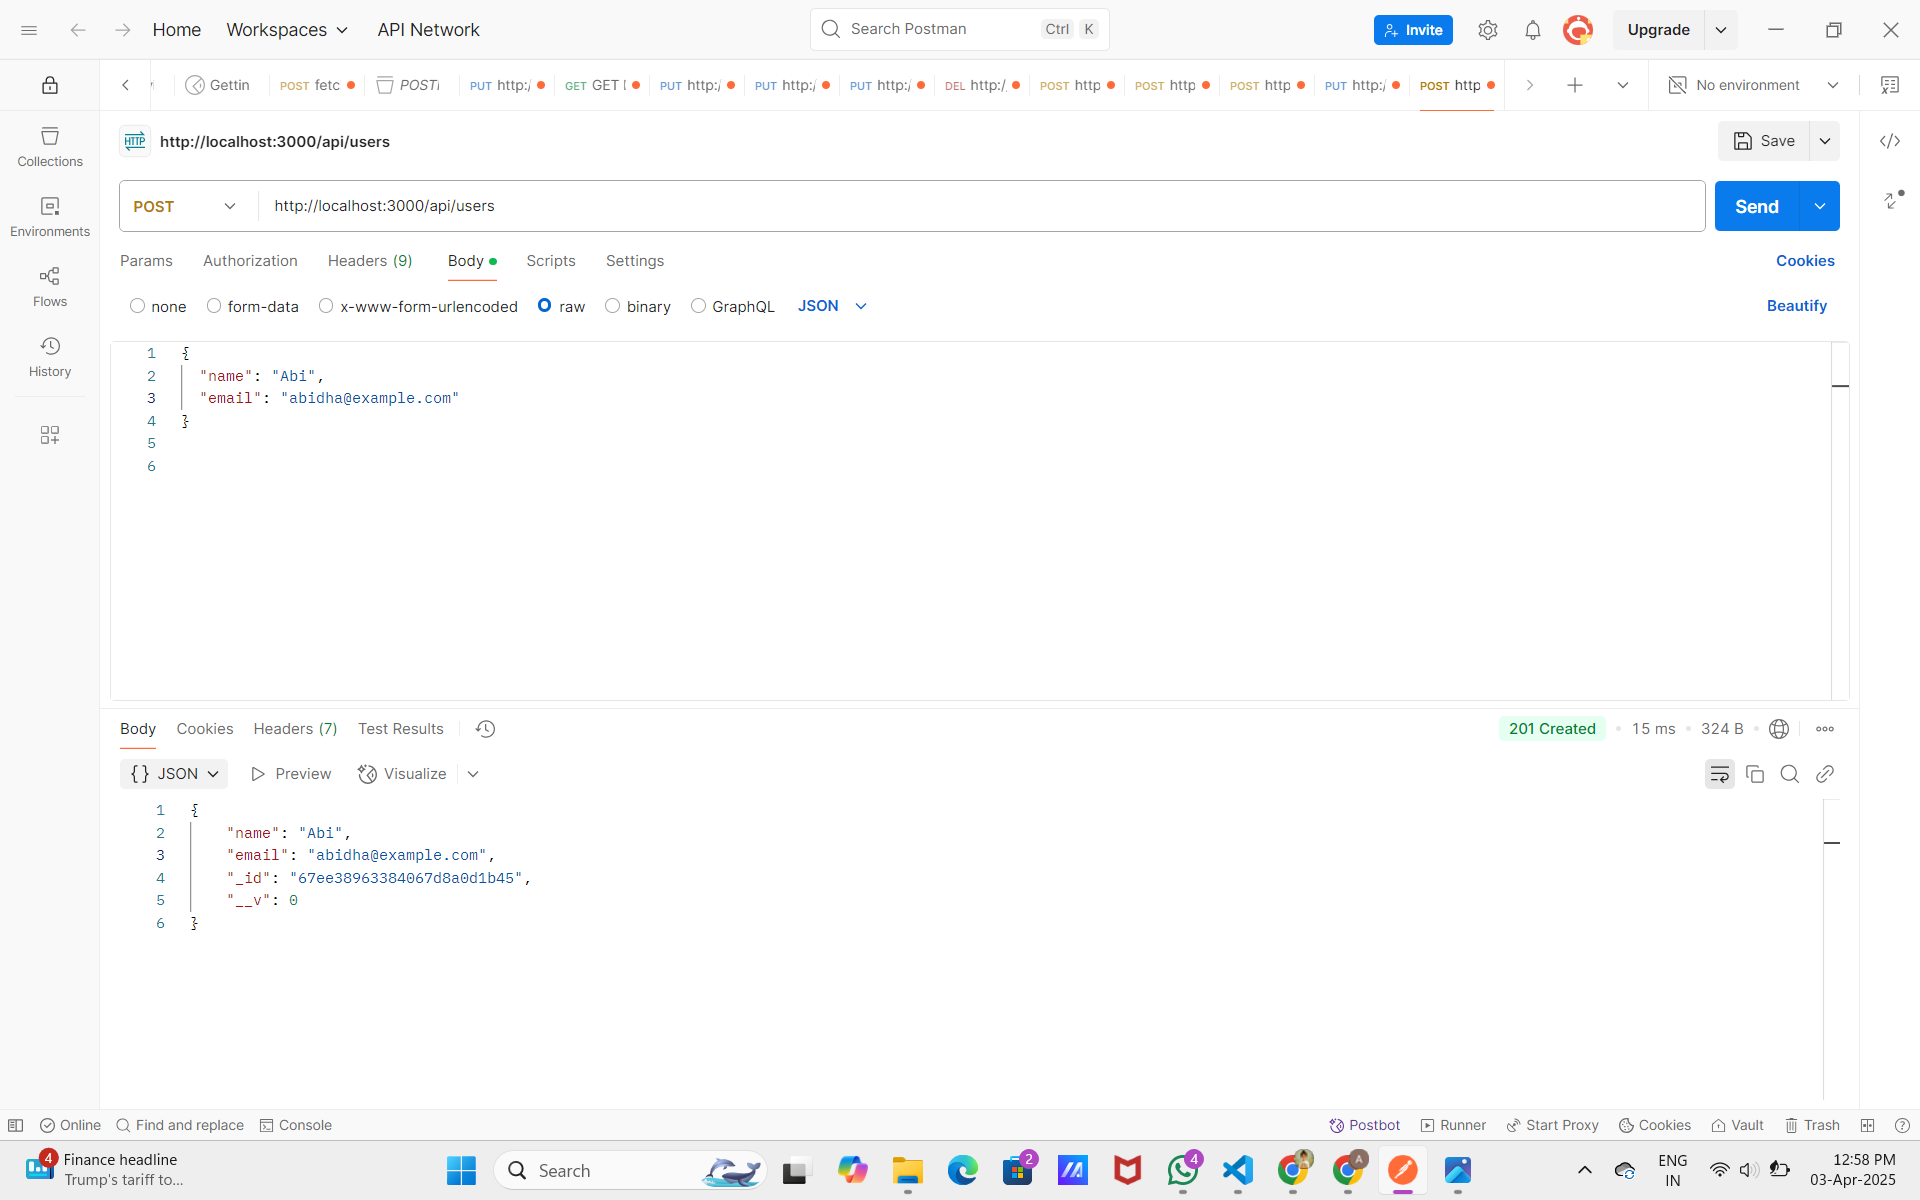 Home Workspaces API Network Search Postman Ctrl K Invite Upgrade
Gettin POST fetc POST PUT http:/ GET GET PUT http:/ PUT http:/ PUT http:/ DEL http:/ POST http POST http POST http PUT http:/ POST http No environment
HTTP http://localhost:3000/api/users Save
POST http://localhost:3000/api/users Send
Params Authorization Headers (9) Body Scripts Settings Cookies
none form-data x-www-form-urlencoded raw binary GraphQL JSON Beautify
Collections
Environments
Flows
History
1 {
2 "name": "Abi",
3 "email": "abidha@example.com"
4 }
5
6
Body Cookies Headers (7) Test Results 201 Created 15 ms 324 B
{} JSON Preview Visualize
1 {
2 "name": "Abi",
3 "email": "abidha@example.com",
4 "_id": "67ee38963384067d8a0d1b45",
5 "__v": 0
6 }
Online Find and replace Console Postbot Runner Start Proxy Cookies Vault Trash
4 Finance headline
Trump's tariff to...
Search 2 4 A
ENG
IN
12:58 PM
03-Apr-2025